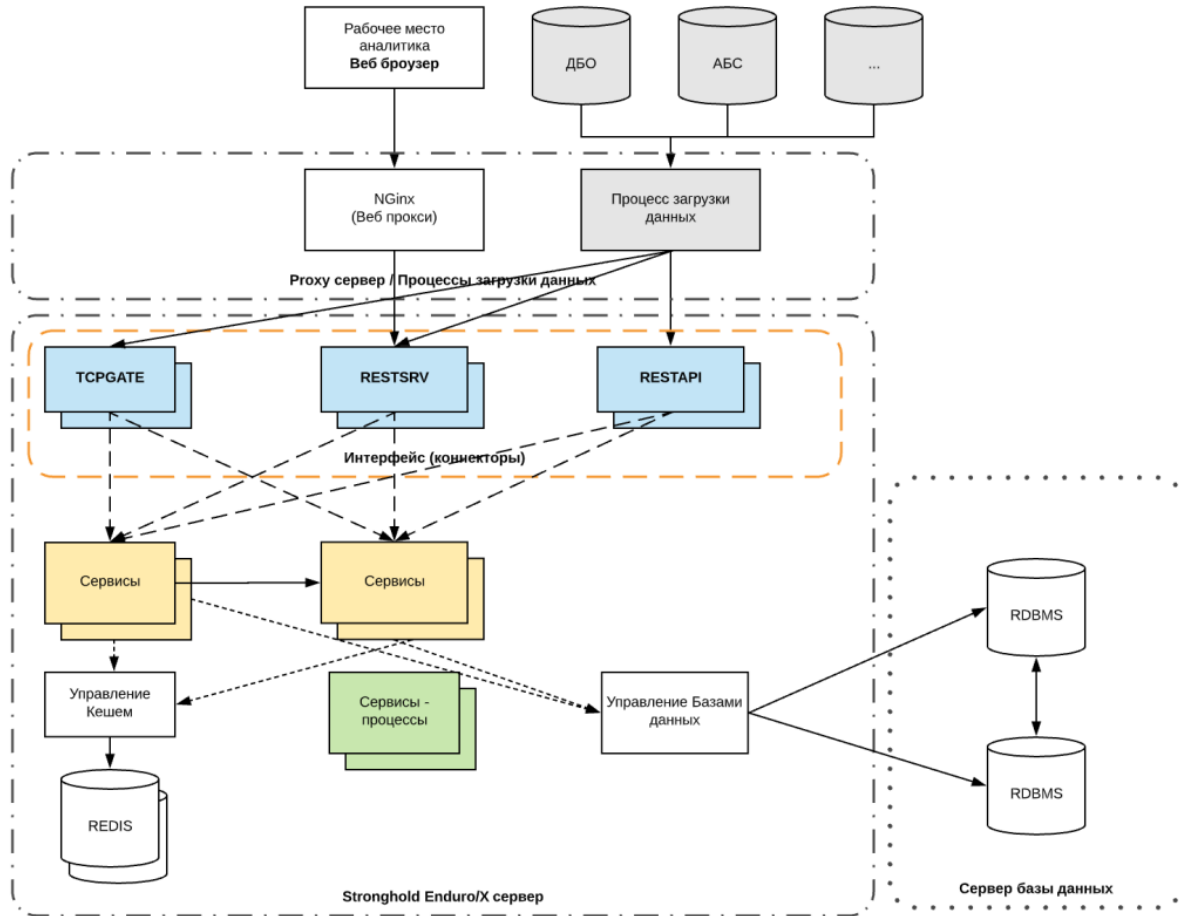 Рабочее место
аналитика
Веб броузер
ДБО
АБС
...
NGinx
(Веб прокси)
Процесс загрузки
данных
Proxy сервер / Процессы загрузки данных
TCPGATE
RESTSRV
RESTAPI
Интерфейс (коннекторы)
Сервисы
Сервисы
RDBMS
Управление
Кешем
Сервисы -
процессы
Управление Базами
данных
RDBMS
REDIS
Stronghold Enduro/X сервер
Сервер базы данных